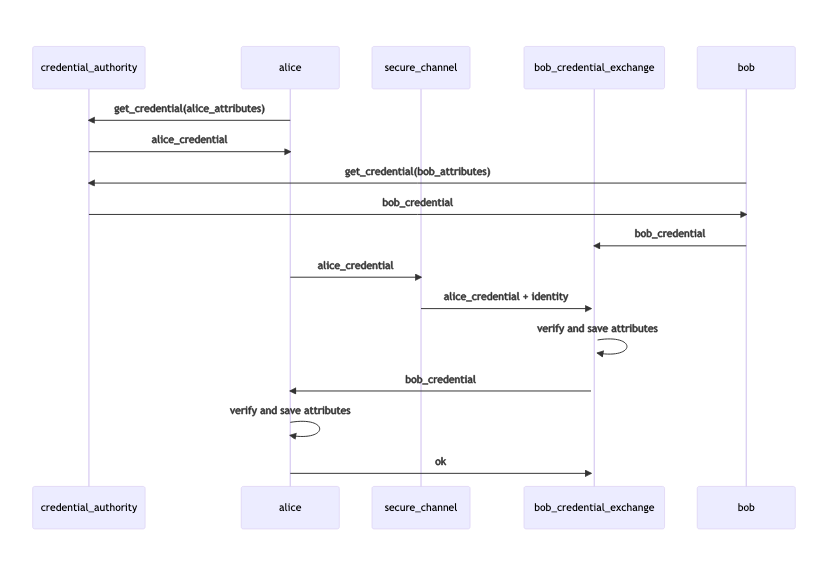 credential_authority
alice
secure_channel
bob_credential_exchange
bob
get_credential(alice_attributes)
alice_credential
get_credential(bob_attributes)
bob_credential
bob_credential
alice_credential
alice_credential + identity
verify and save attributes
bob_credential
verify and save attributes
ok
credential_authority
alice
secure_channel
bob_credential_exchange
bob